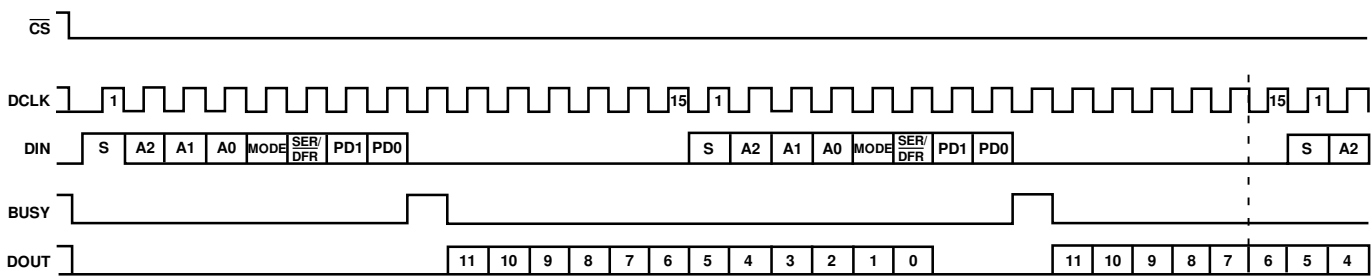 CS
DCLK 1 15 1 15 1
DIN S A2 A1 A0 MODE SER/DFR PD1 PD0 S A2 A1 A0 MODE SER/DFR PD1 PD0 S A2
BUSY
DOUT 11 10 9 8 7 6 5 4 3 2 1 0 11 10 9 8 7 6 5 4